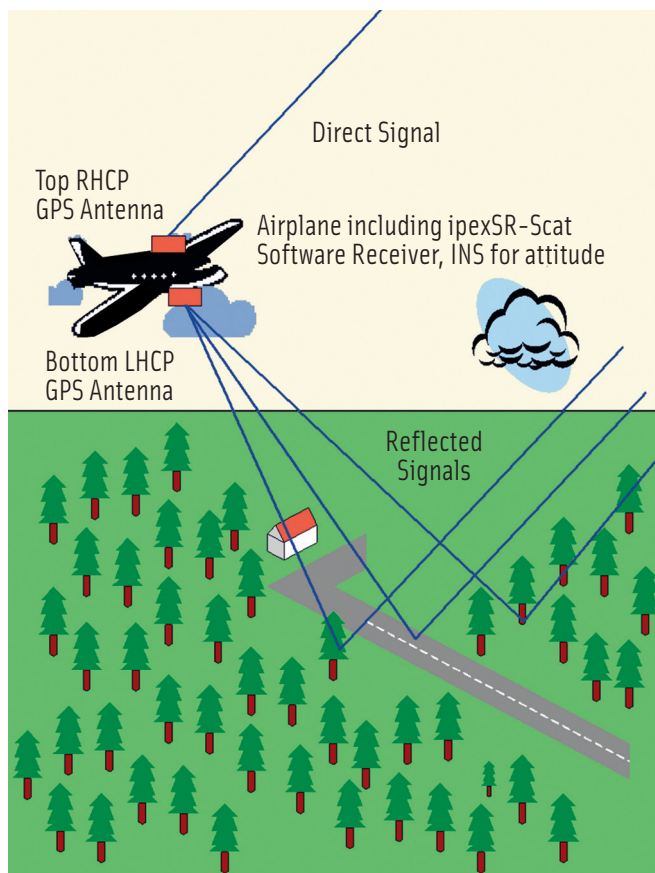 Direct Signal
Top RHCP
GPS Antenna
Airplane including ipexSR-Scat
Software Receiver, INS for attitude
Bottom LHCP
GPS Antenna
Reflected
Signals